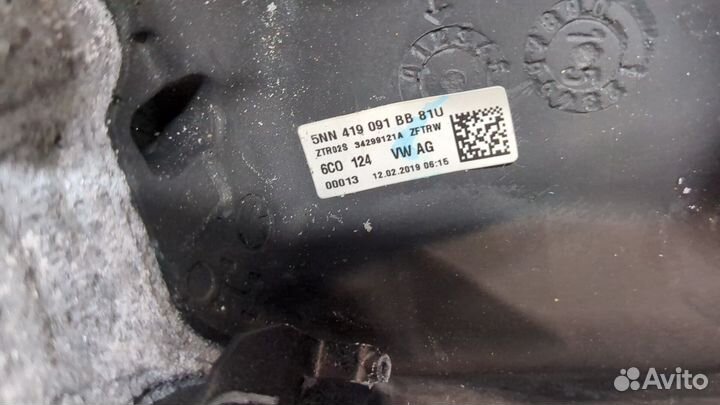 5NN 419 091 BB 81U
ZTR02S 34299121A ZFTRW
6C0 124 VW AG
00013 12.02.2019 06:15
Avito